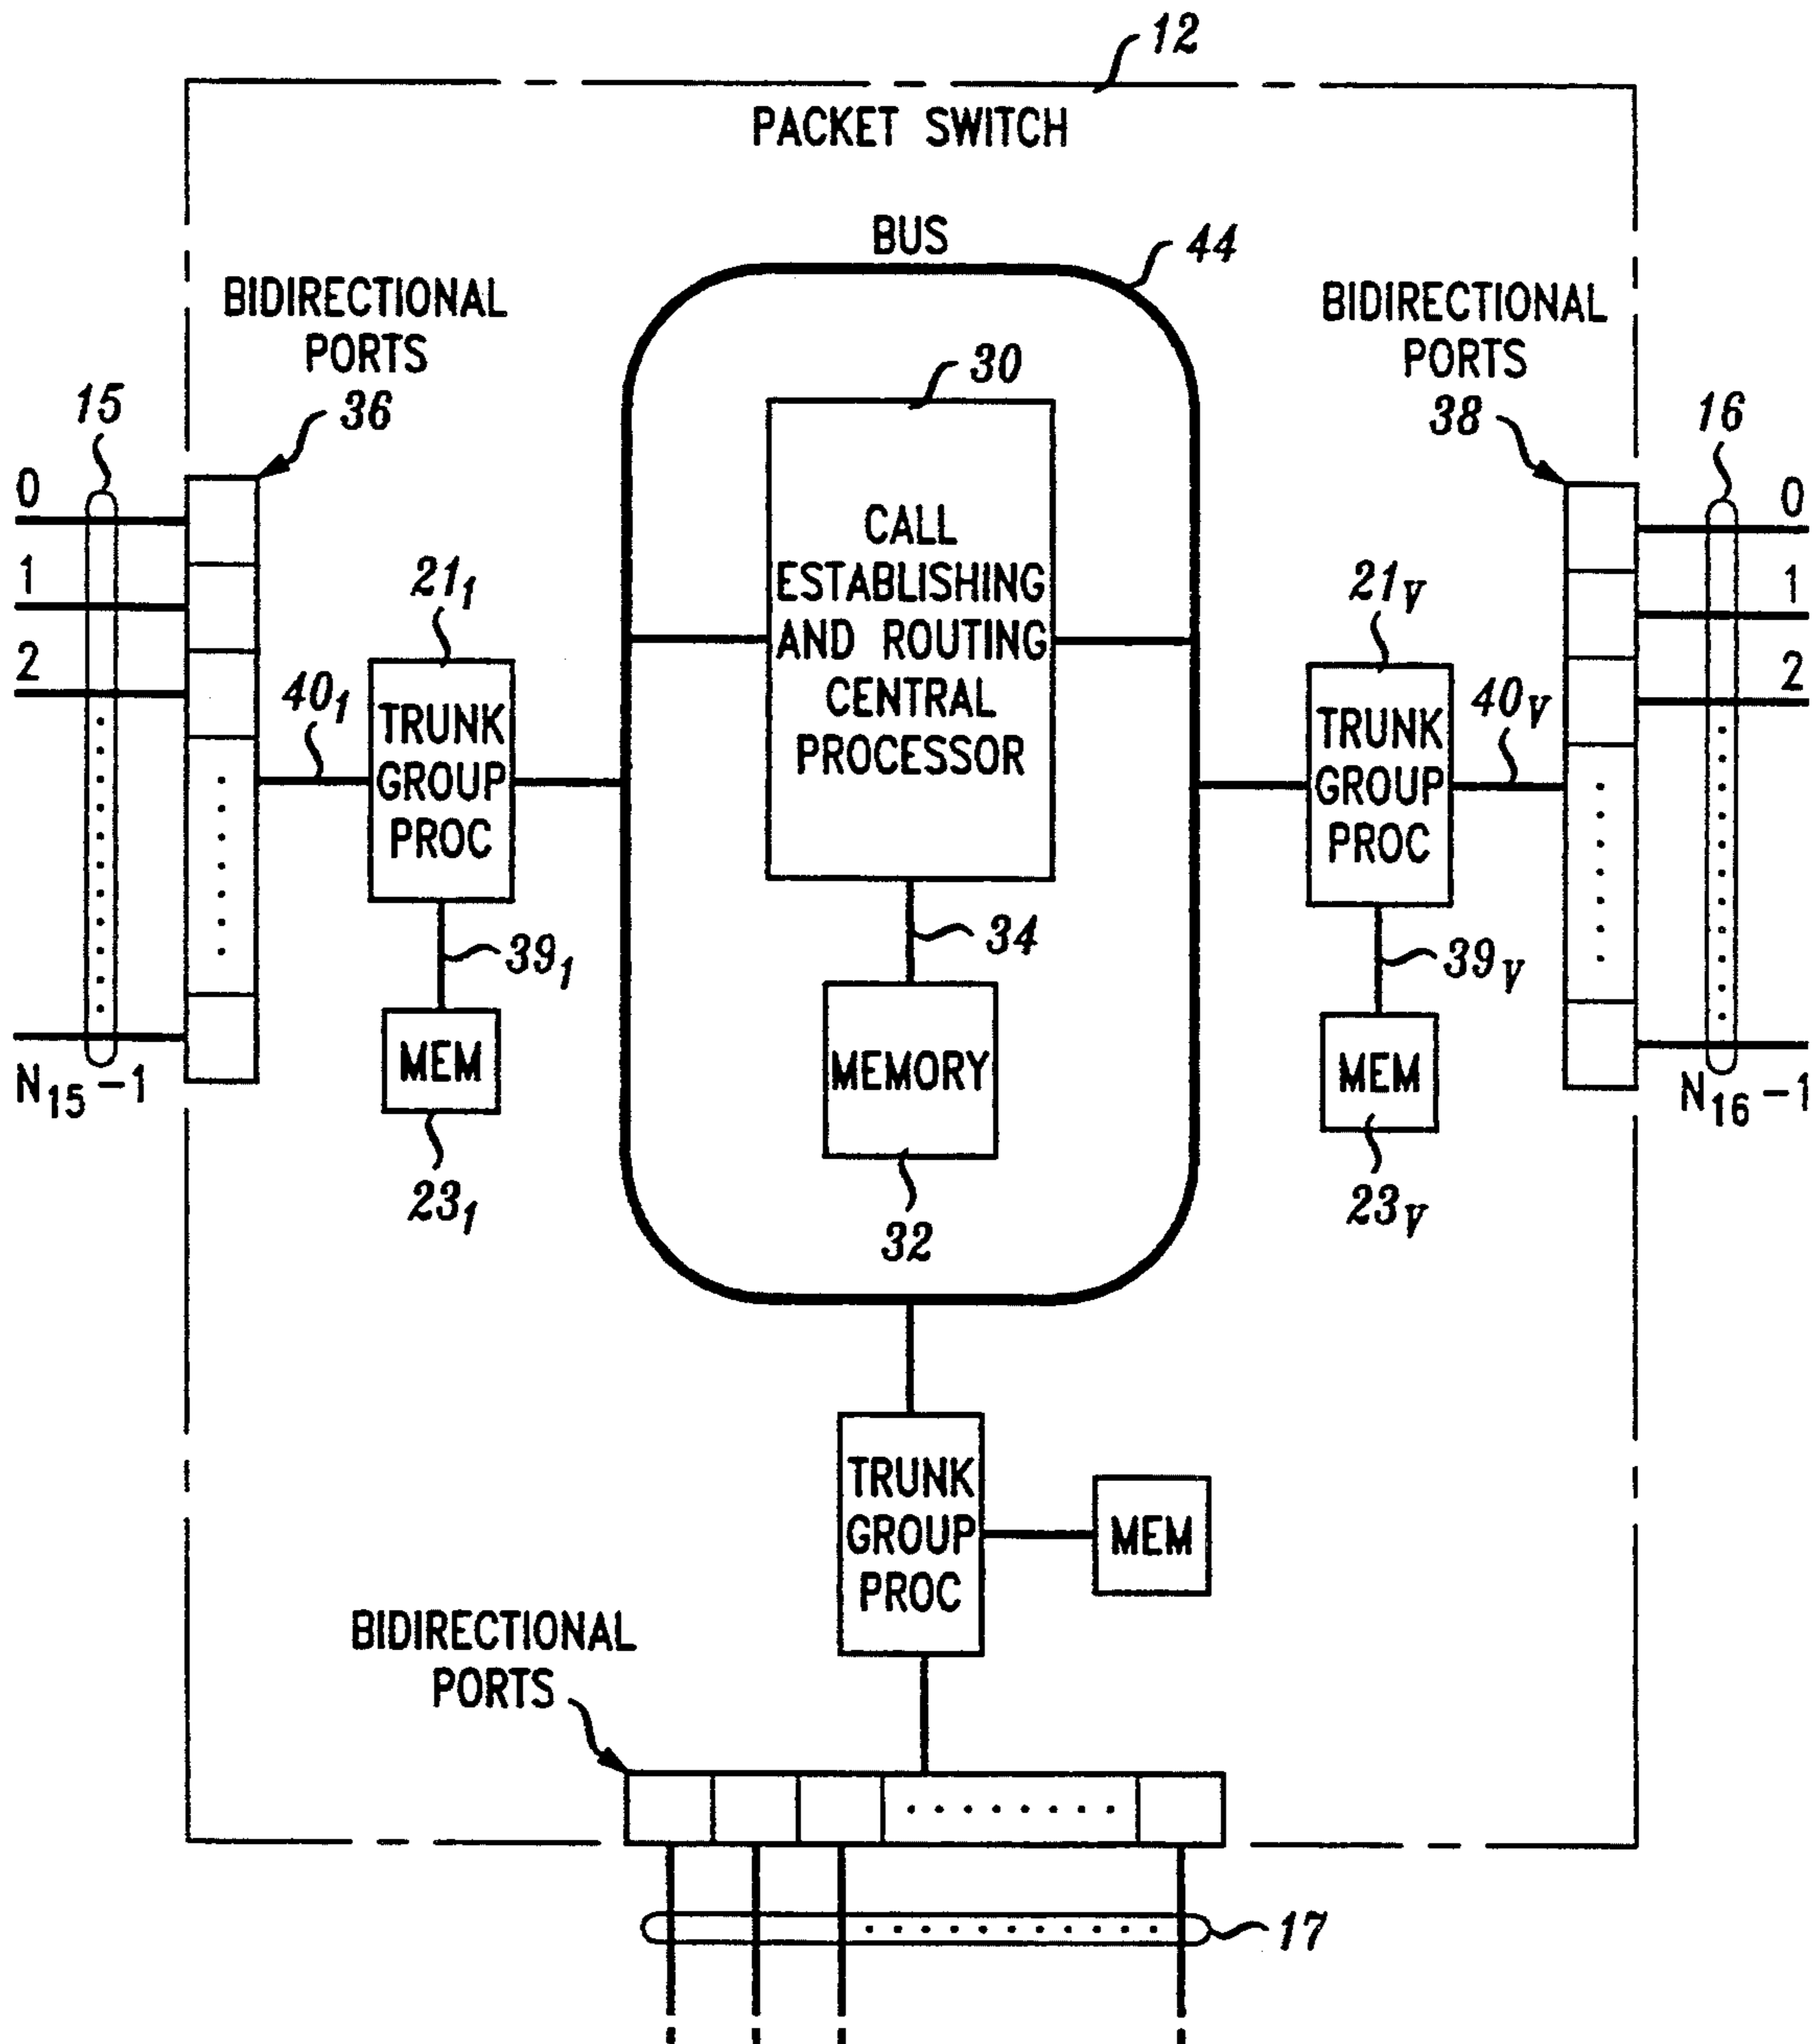 12
PACKET SWITCH
BUS
44
BIDIRECTIONAL
PORTS
36
BIDIRECTIONAL
PORTS
38
15
16
30
0
1
2
N15-1
0
1
2
N16-1
211
401
TRUNK
GROUP
PROC
391
MEM
231
CALL
ESTABLISHING
AND ROUTING
CENTRAL
PROCESSOR
34
MEMORY
32
21V
40V
TRUNK
GROUP
PROC
39V
MEM
23V
TRUNK
GROUP
PROC
MEM
BIDIRECTIONAL
PORTS
17